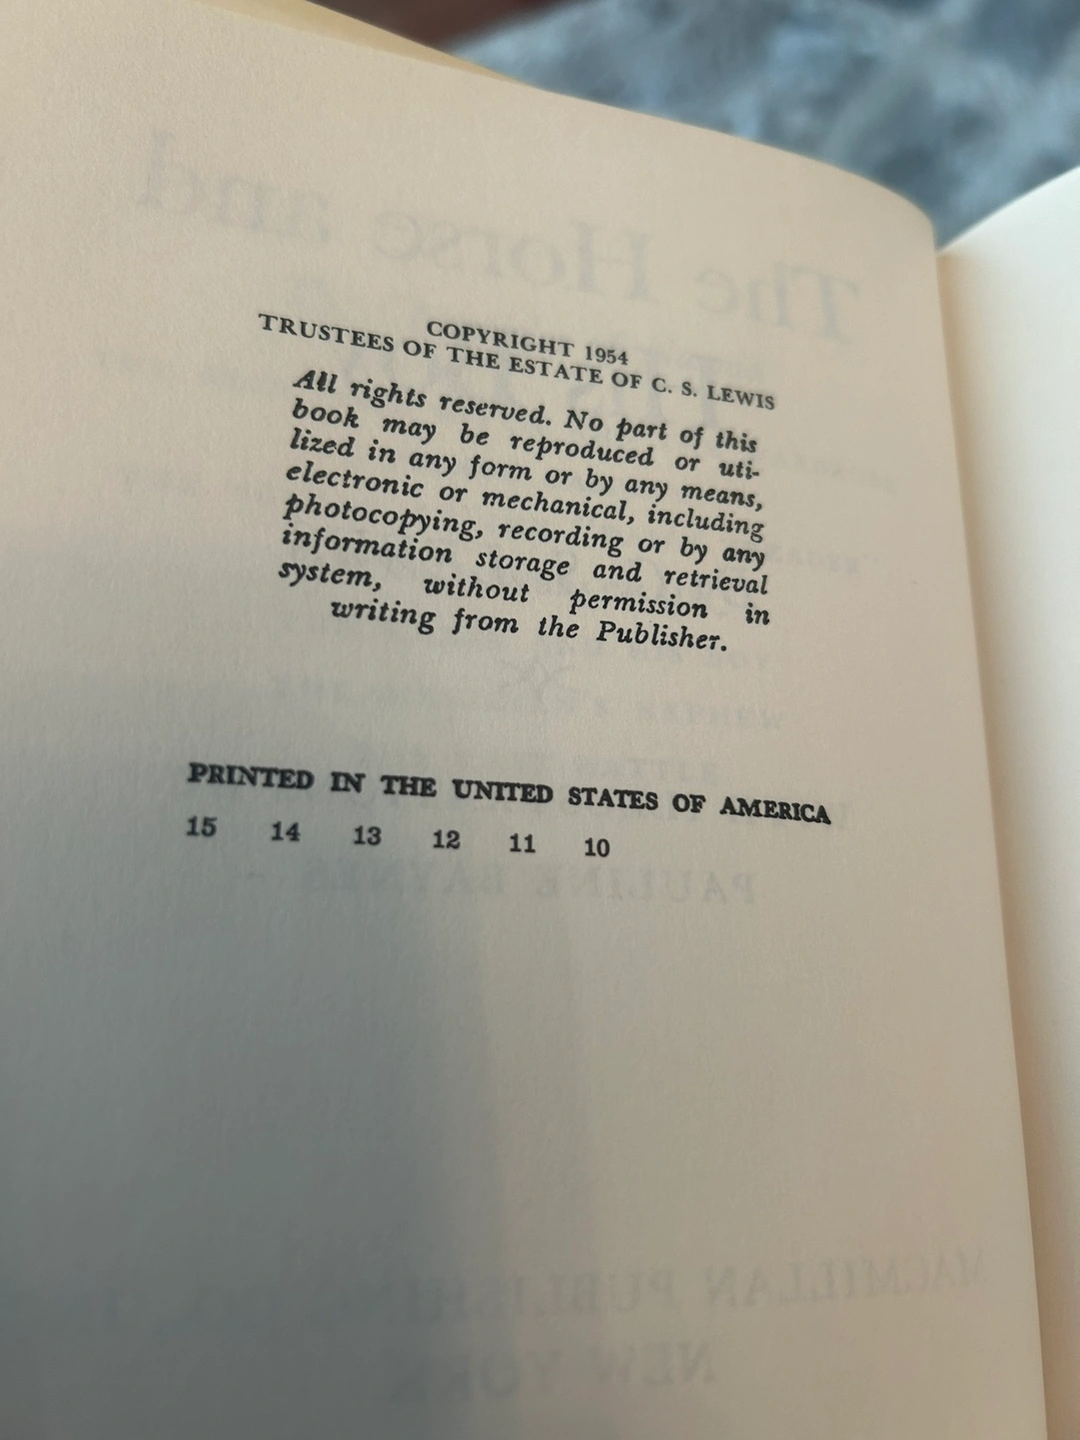 COPYRIGHT 1954
TRUSTEES OF THE ESTATE OF C. S. LEWIS
All rights reserved. No part of this
book may be reproduced or uti-
lized in any form or by any means,
electronic or mechanical, including
photocopying, recording or by any
information storage and retrieval
system, without permission in
writing from the Publisher.
PRINTED IN THE UNITED STATES OF AMERICA
15 14 13 12 11 10